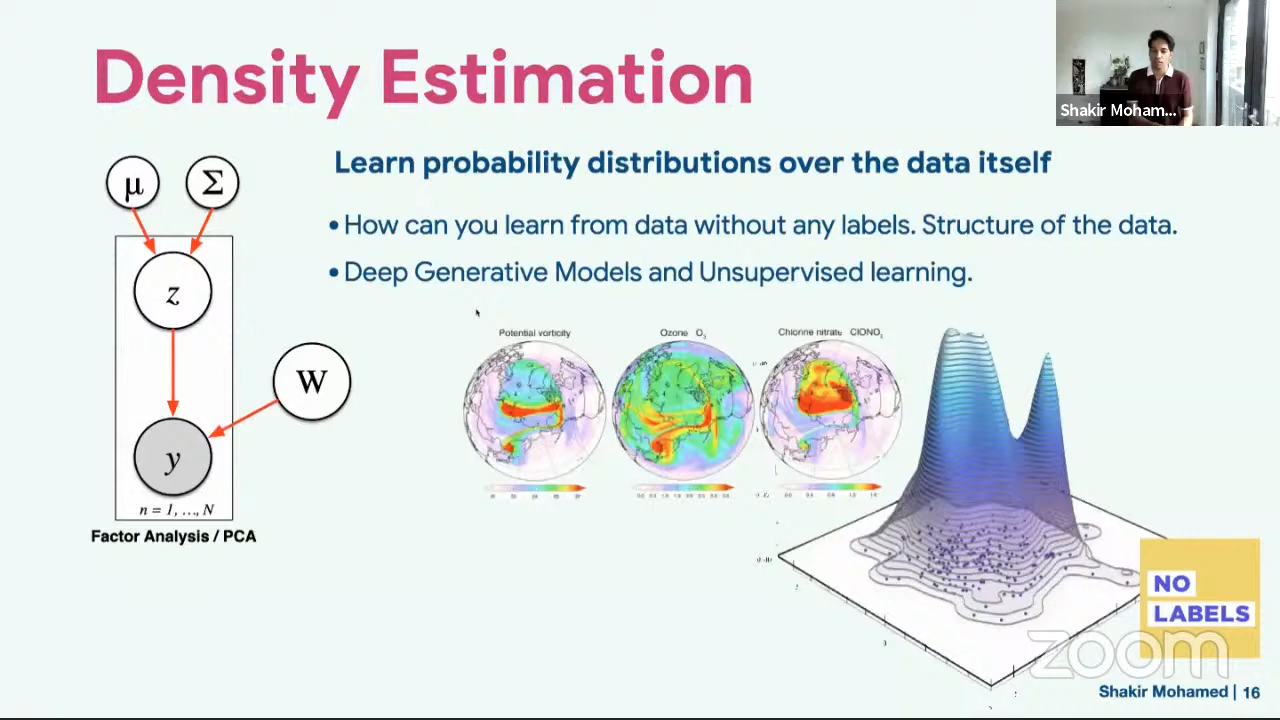 Density Estimation
Shakir Moham...
Learn probability distributions over the data itself
• How can you learn from data without any labels. Structure of the data.
• Deep Generative Models and Unsupervised learning.
μ
Σ
z
W
y
n = 1, ..., N
Factor Analysis / PCA
Potential vorticity
Ozone O3
Chlorine nitrate ClONO2
NO
LABELS
zoom
Shakir Mohamed | 16